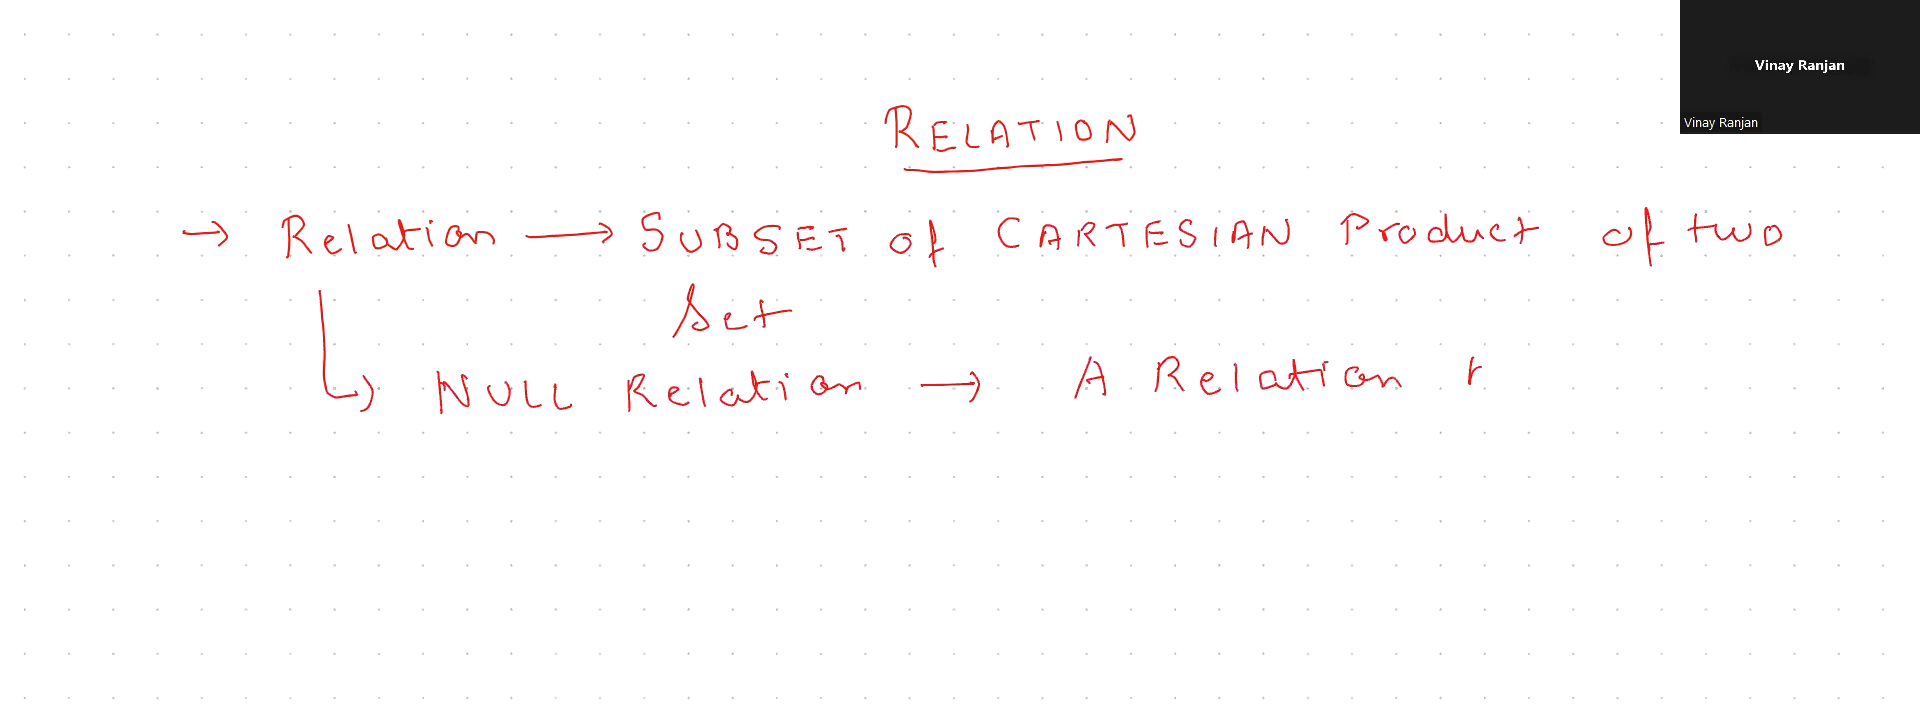 Vinay Ranjan
Vinay Ranjan
RELATION
→ Relation → SUBSET of CARTESIAN Product of two
Set
↳ NULL Relation → A Relation